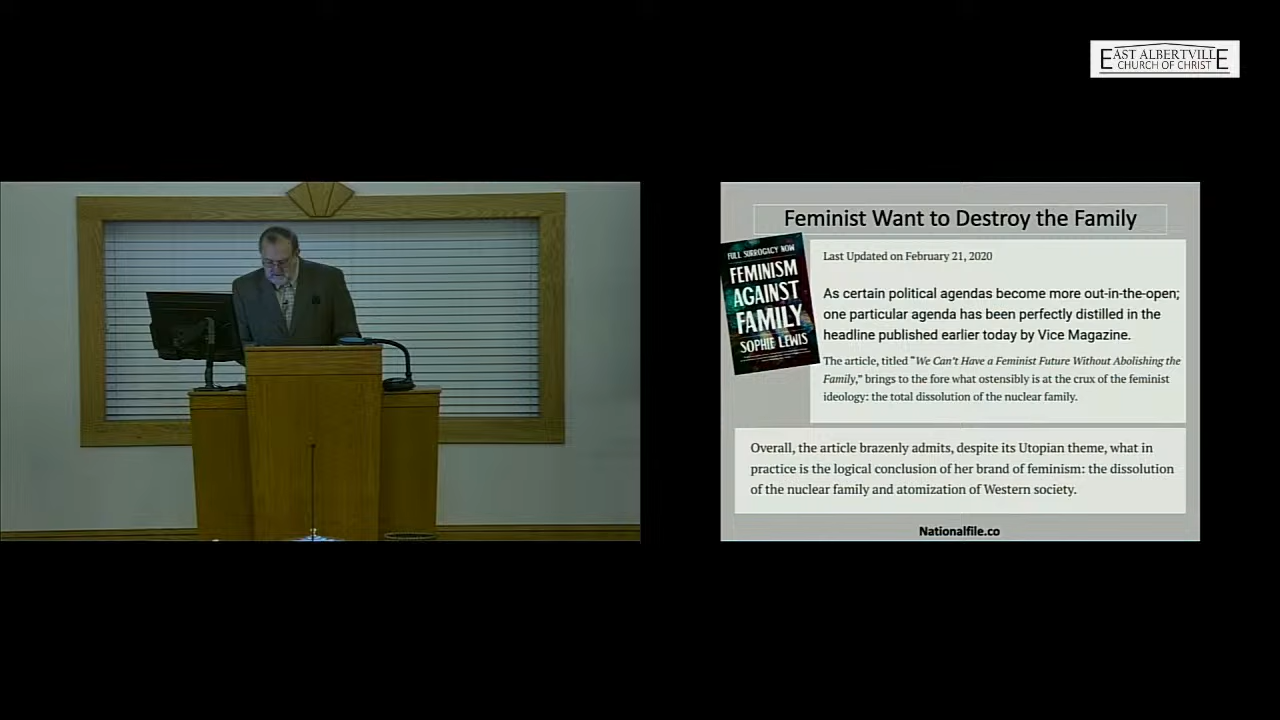 EAST ALBERTVILLE
CHURCH OF CHRIST
Feminist Want to Destroy the Family
FULL SURROGACY NOW
FEMINISM
AGAINST
FAMILY
SOPHIE LEWIS
Last Updated on February 21, 2020
As certain political agendas become more out-in-the-open;
one particular agenda has been perfectly distilled in the
headline published earlier today by Vice Magazine.
The article, titled "We Can't Have a Feminist Future Without Abolishing the
Family," brings to the fore what ostensibly is at the crux of the feminist
ideology: the total dissolution of the nuclear family.
Overall, the article brazenly admits, despite its Utopian theme, what in
practice is the logical conclusion of her brand of feminism: the dissolution
of the nuclear family and atomization of Western society.
Nationalfile.co